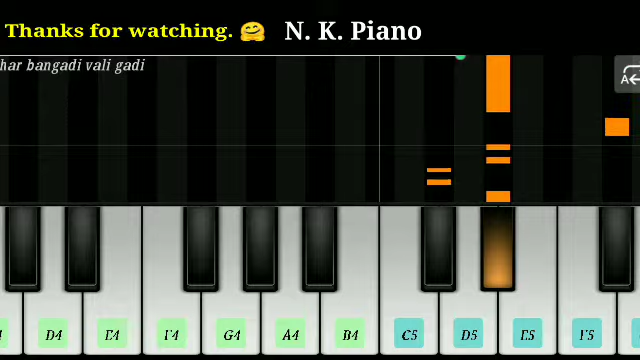 Thanks for watching. 🤗 N. K. Piano
har bangadi vali gadi
A
D4 E4 F4 G4 A4 B4 C5 D5 E5 F5